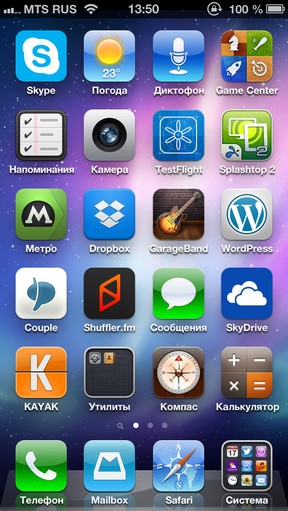 MTS RUS 13:50 100 %
Skype Погода Диктофон Game Center
23°
Напоминания Камера TestFlight Splashtop 2
Метро Dropbox GarageBand WordPress
Couple Shuffler.fm Сообщения SkyDrive
KAYAK Утилиты Компас Калькулятор
Телефон Mailbox Safari Система